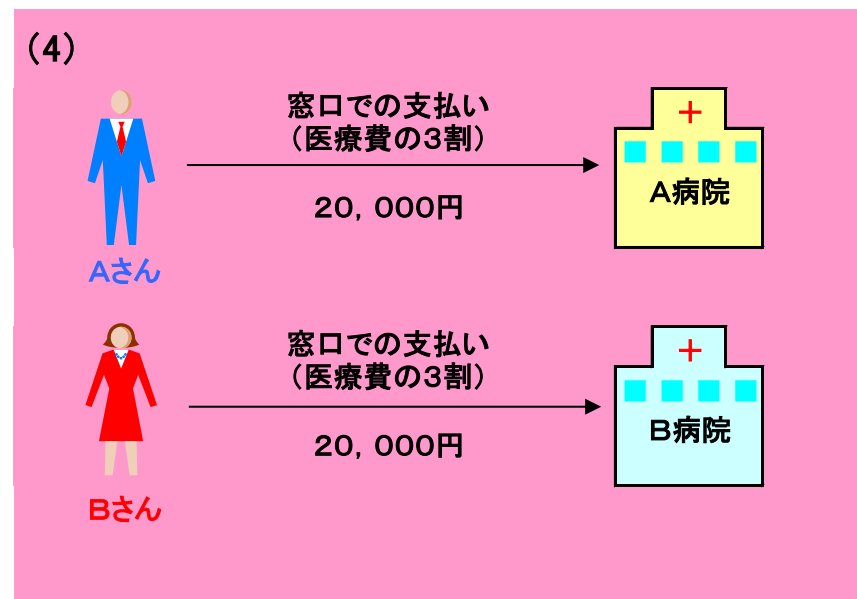 （4）
窓口での支払い
（医療費の３割）
２０，０００円
＋
Ａ病院
Ａさん
窓口での支払い
（医療費の３割）
２０，０００円
＋
Ｂ病院
Ｂさん